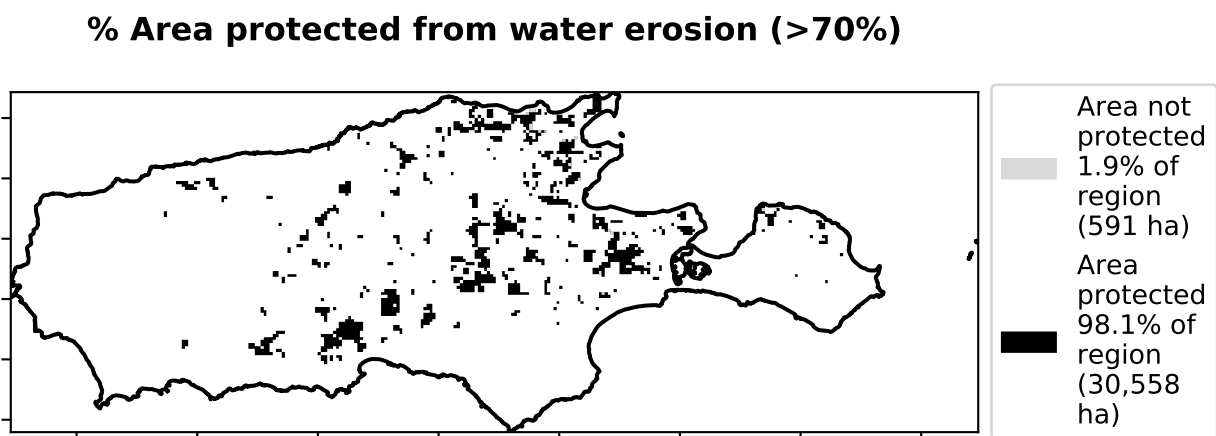 % Area protected from water erosion (>70%)
Area not
protected
1.9% of
region
(591 ha)
Area
protected
98.1% of
region
(30,558
ha)